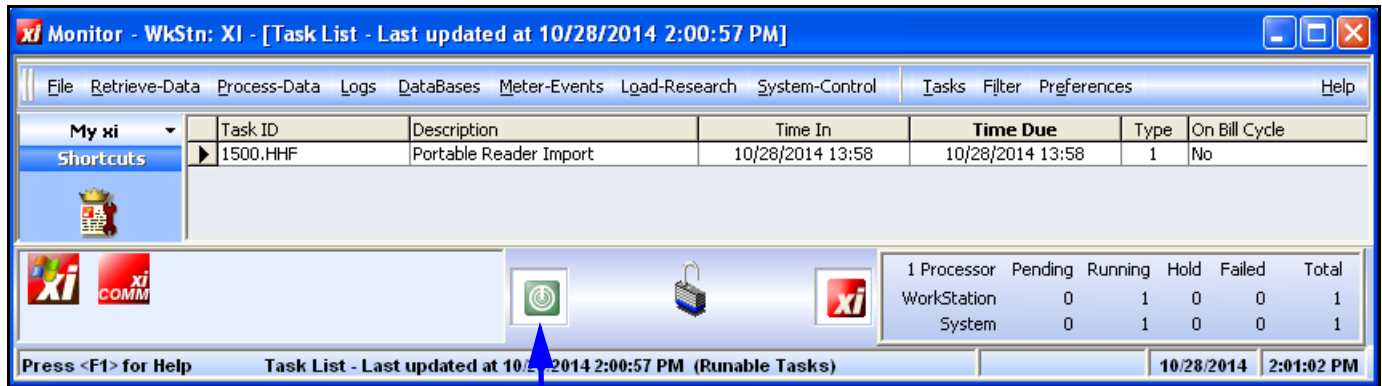 xi Monitor - WkStn: XI - [Task List - Last updated at 10/28/2014 2:00:57 PM]
File Retrieve-Data Process-Data Logs DataBases Meter-Events Load-Research System-Control Tasks Filter Preferences Help
My xi Task ID Description Time In Time Due Type On Bill Cycle
Shortcuts 1500.HHF Portable Reader Import 10/28/2014 13:58 10/28/2014 13:58 1 No
xi xi COMM xi
1 Processor Pending Running Hold Failed Total
WorkStation 0 1 0 0 1
System 0 1 0 0 1
Press <F1> for Help Task List - Last updated at 10/28/2014 2:00:57 PM (Runable Tasks) 10/28/2014 2:01:02 PM